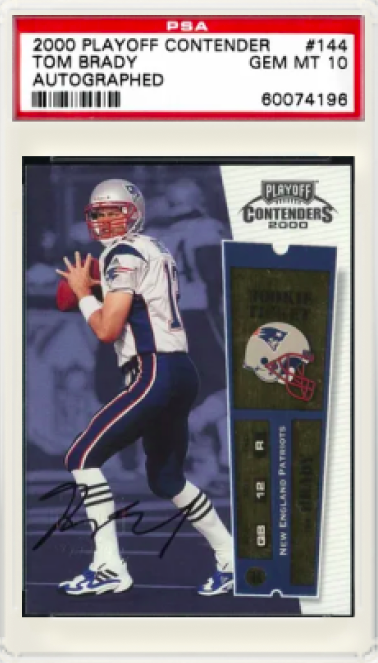 PSA
2000 PLAYOFF CONTENDER #144
TOM BRADY GEM MT 10
AUTOGRAPHED
60074196
PLAYOFF
CONTENDERS
2000
ROOKIE
TICKET
QB 12 R
NEW ENGLAND PATRIOTS
BRADY